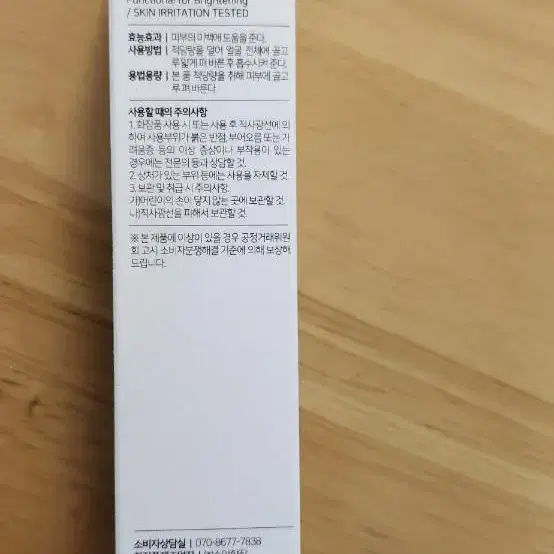 Functional for Brightening
/ SKIN IRRITATION TESTED
효능효과 | 피부의 미백에 도움을 준다.
사용방법 | 적당량을 덜어 얼굴 전체에 골고
루 얇게 펴 바른 후 흡수시켜 준다.
용법용량 | 본 품 적당량을 취해 피부에 골고
루 펴 바른다
사용할 때의 주의사항
1. 화장품 사용 시 또는 사용 후 직사광선에 의
하여 사용부위가 붉은 반점, 부어오름 또는 가
려움증 등의 이상 증상이나 부작용이 있는
경우에는 전문의 등과 상담할 것.
2. 상처가 있는 부위 등에는 사용을 자제할 것
3. 보관 및 취급 시 주의사항.
가)어린이의 손이 닿지 않는 곳에 보관할 것.
나)직사광선을 피해서 보관할 것.
※ 본 제품에 이상이 있을 경우 공정거래위원
회 고시 소비자분쟁해결 기준에 의해 보상해
드립니다.
소비자상담실 | 070-8677-7838